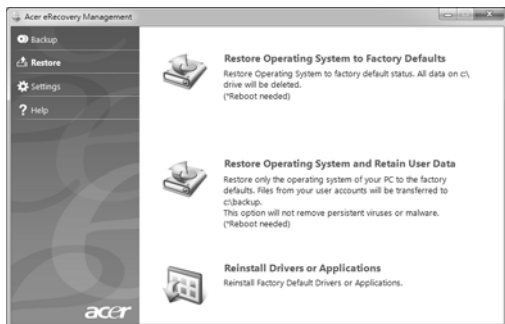 Acer eRecovery Management
Backup
Restore
Settings
Help
Restore Operating System to Factory Defaults
Restore Operating System to factory default status. All data on c:\
drive will be deleted.
(*Reboot needed)
Restore Operating System and Retain User Data
Restore only the operating system of your PC to the factory
defaults. Files from your user accounts will be transferred to
c:\backup.
This option will not remove persistent viruses or malware.
(*Reboot needed)
Reinstall Drivers or Applications
Reinstall Factory Default Drivers or Applications.
acer